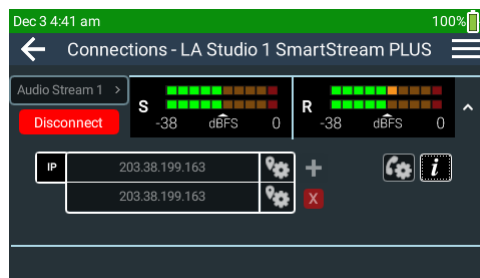 Dec 3 4:41 am 100%
Connections - LA Studio 1 SmartStream PLUS
Audio Stream 1 >
Disconnect
S
-38 dBFS 0
R
-38 dBFS 0
IP 203.38.199.163 +
203.38.199.163 X
i